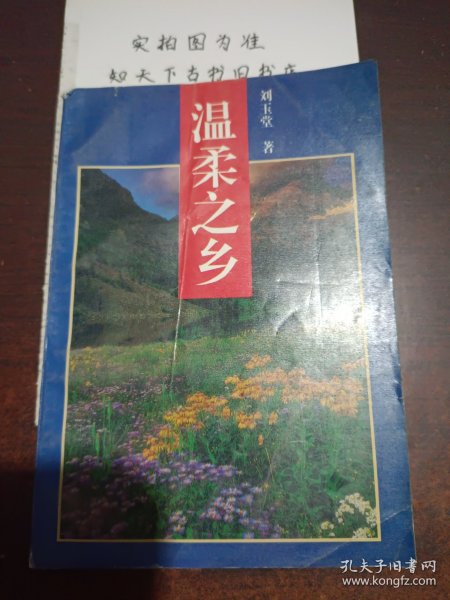 实拍图为准
知天下古书旧书店
刘玉堂 著
温柔之乡
孔夫子旧书网
www.kongfz.com